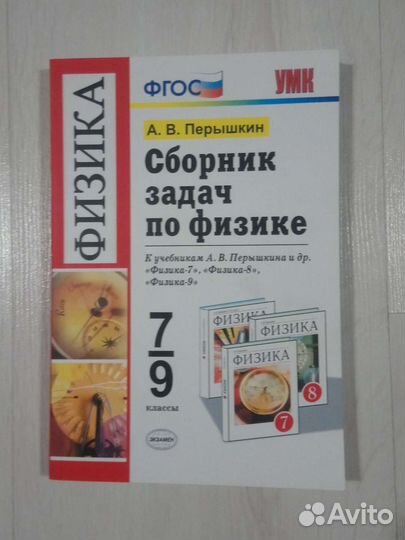 ФИЗИКА
ФГОС
УМК
А. В. Перышкин
Сборник
задач
по физике
К учебникам А. В. Перышкина и др.
«Физика-7», «Физика-8»,
«Физика-9»
7
9
классы
ФИЗИКА
ФИЗИКА
8
ФИЗИКА
7
ЭКЗАМЕН
Avito